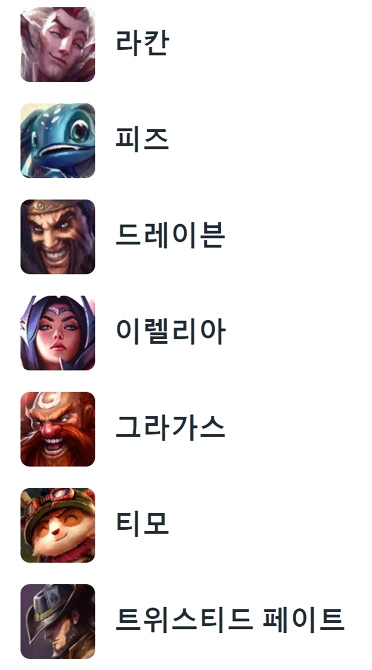 라칸
피즈
드레이븐
이렐리아
그라가스
티모
트위스티드 페이트